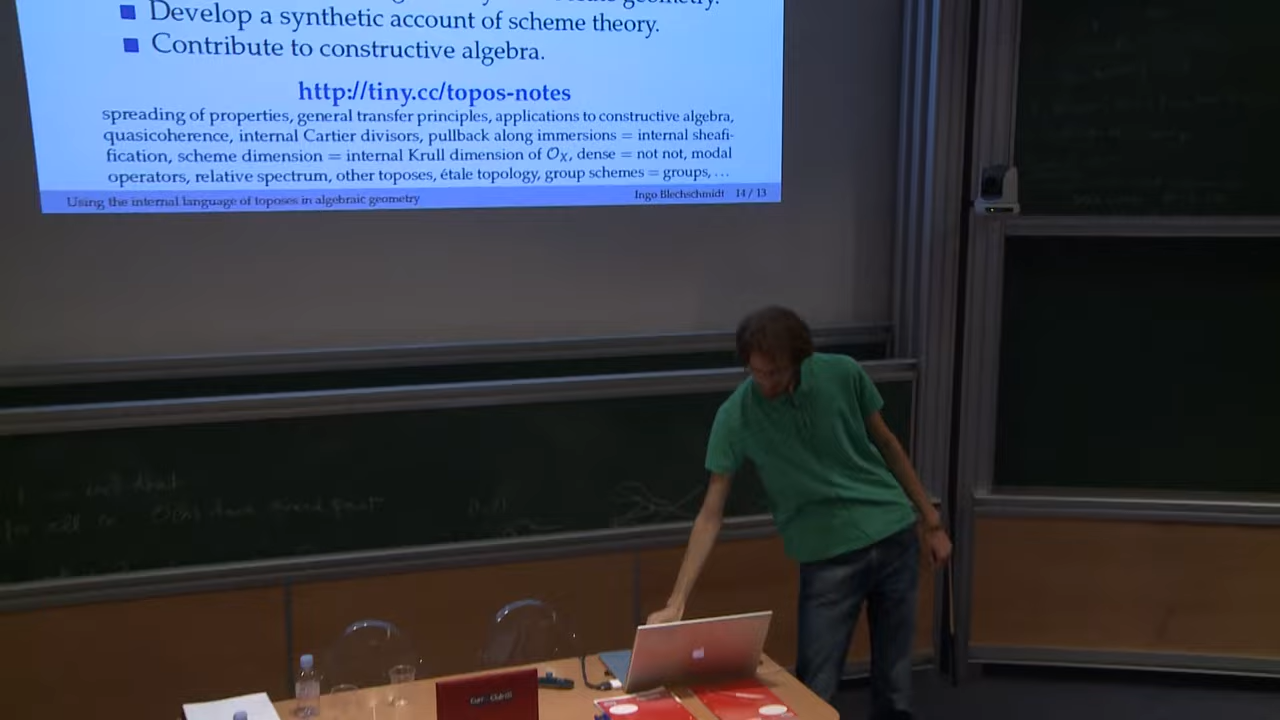 geometry.
■ Develop a synthetic account of scheme theory.
■ Contribute to constructive algebra.
http://tiny.cc/topos-notes
spreading of properties, general transfer principles, applications to constructive algebra,
quasicoherence, internal Cartier divisors, pullback along immersions = internal sheafi-
fication, scheme dimension = internal Krull dimension of O_X, dense = not not, modal
operators, relative spectrum, other toposes, étale topology, group schemes = groups, …
Using the internal language of toposes in algebraic geometry
Ingo Blechschmidt 14 / 13